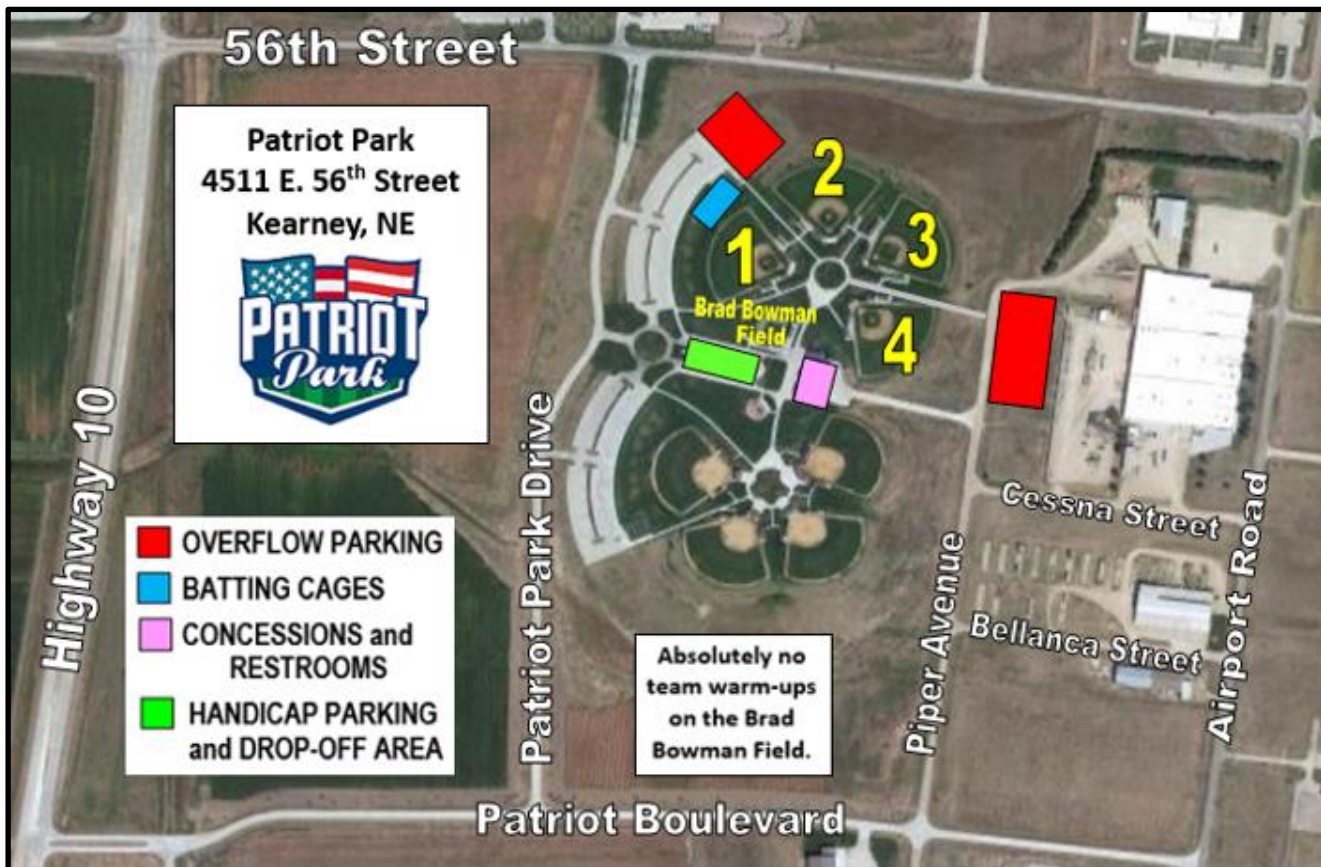 56th Street
Patriot Park
4511 E. 56th Street
Kearney, NE
PATRIOT
Park
2
3
1
Brad Bowman
Field
4
Highway 10
Patriot Park Drive
Piper Avenue
Cessna Street
Bellanca Street
Airport Road
OVERFLOW PARKING
BATTING CAGES
CONCESSIONS and
RESTROOMS
HANDICAP PARKING
and DROP-OFF AREA
Absolutely no
team warm-ups
on the Brad
Bowman Field.
Patriot Boulevard